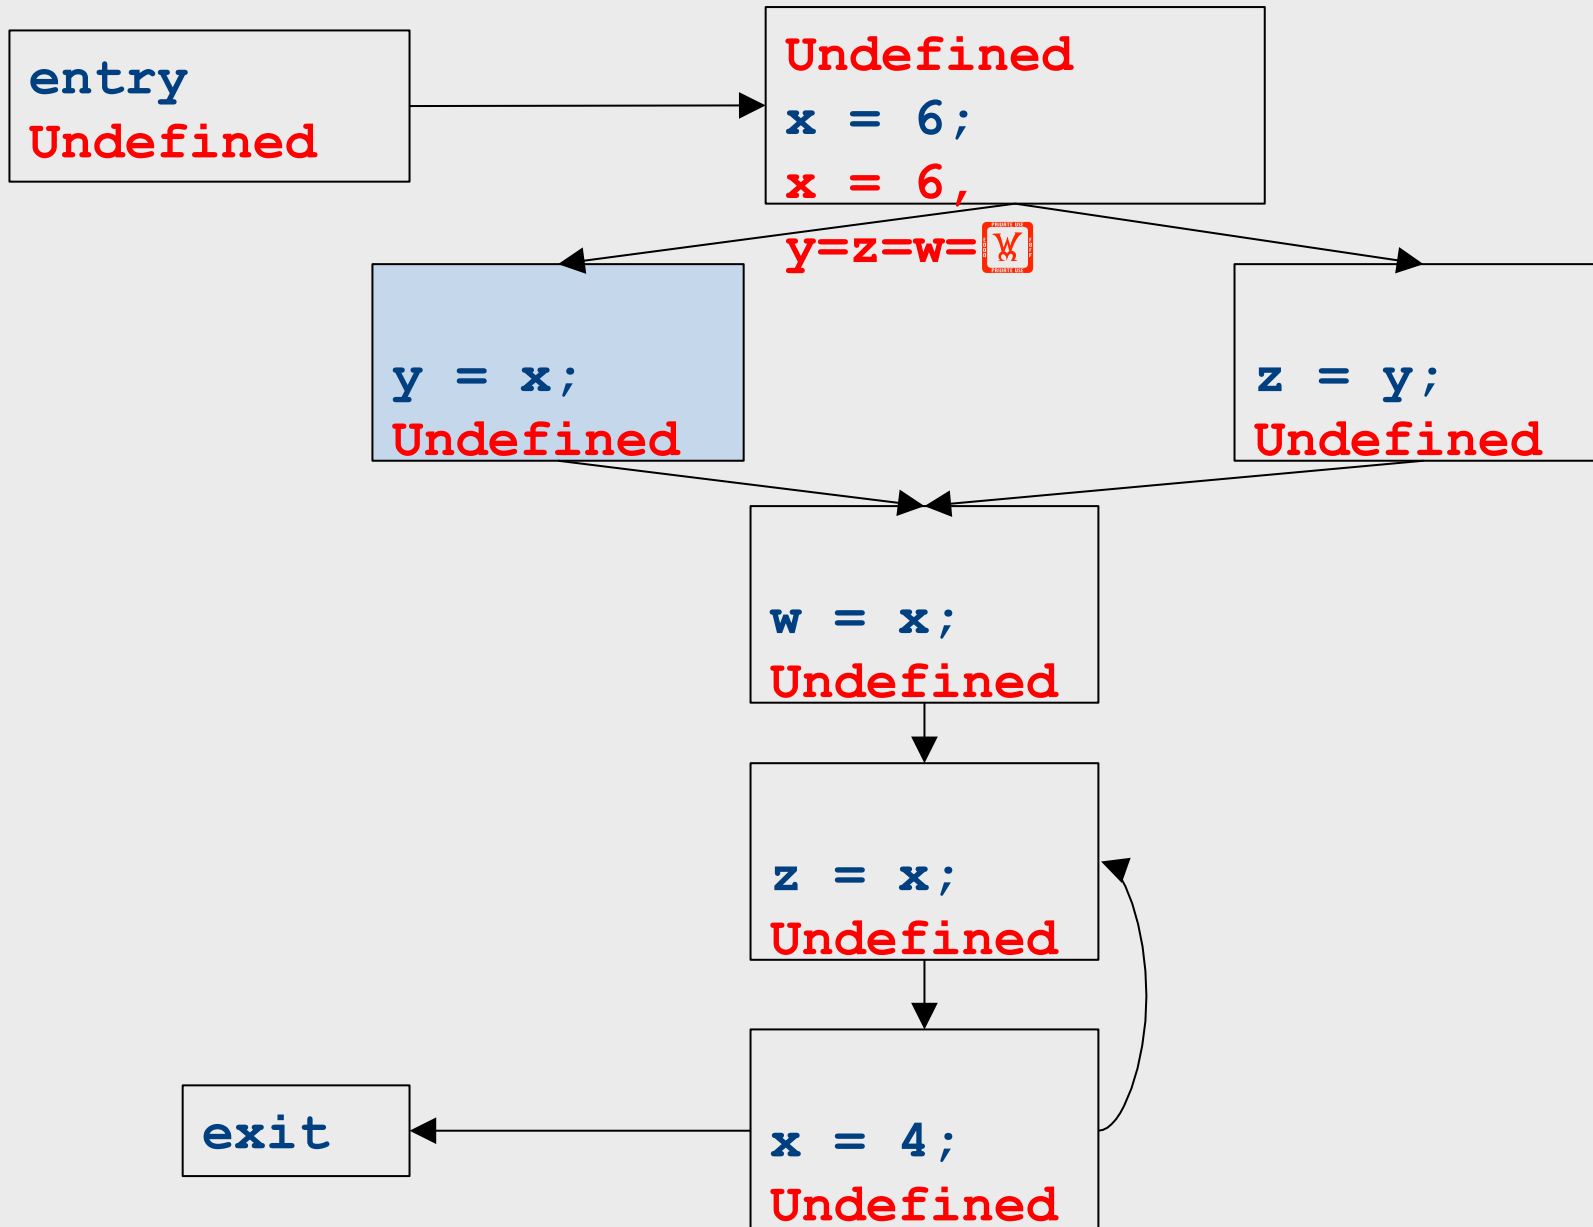 entry
Undefined
Undefined
x = 6;
x = 6,
y=z=w=
y = x;
Undefined
z = y;
Undefined
w = x;
Undefined
z = x;
Undefined
exit
x = 4;
Undefined